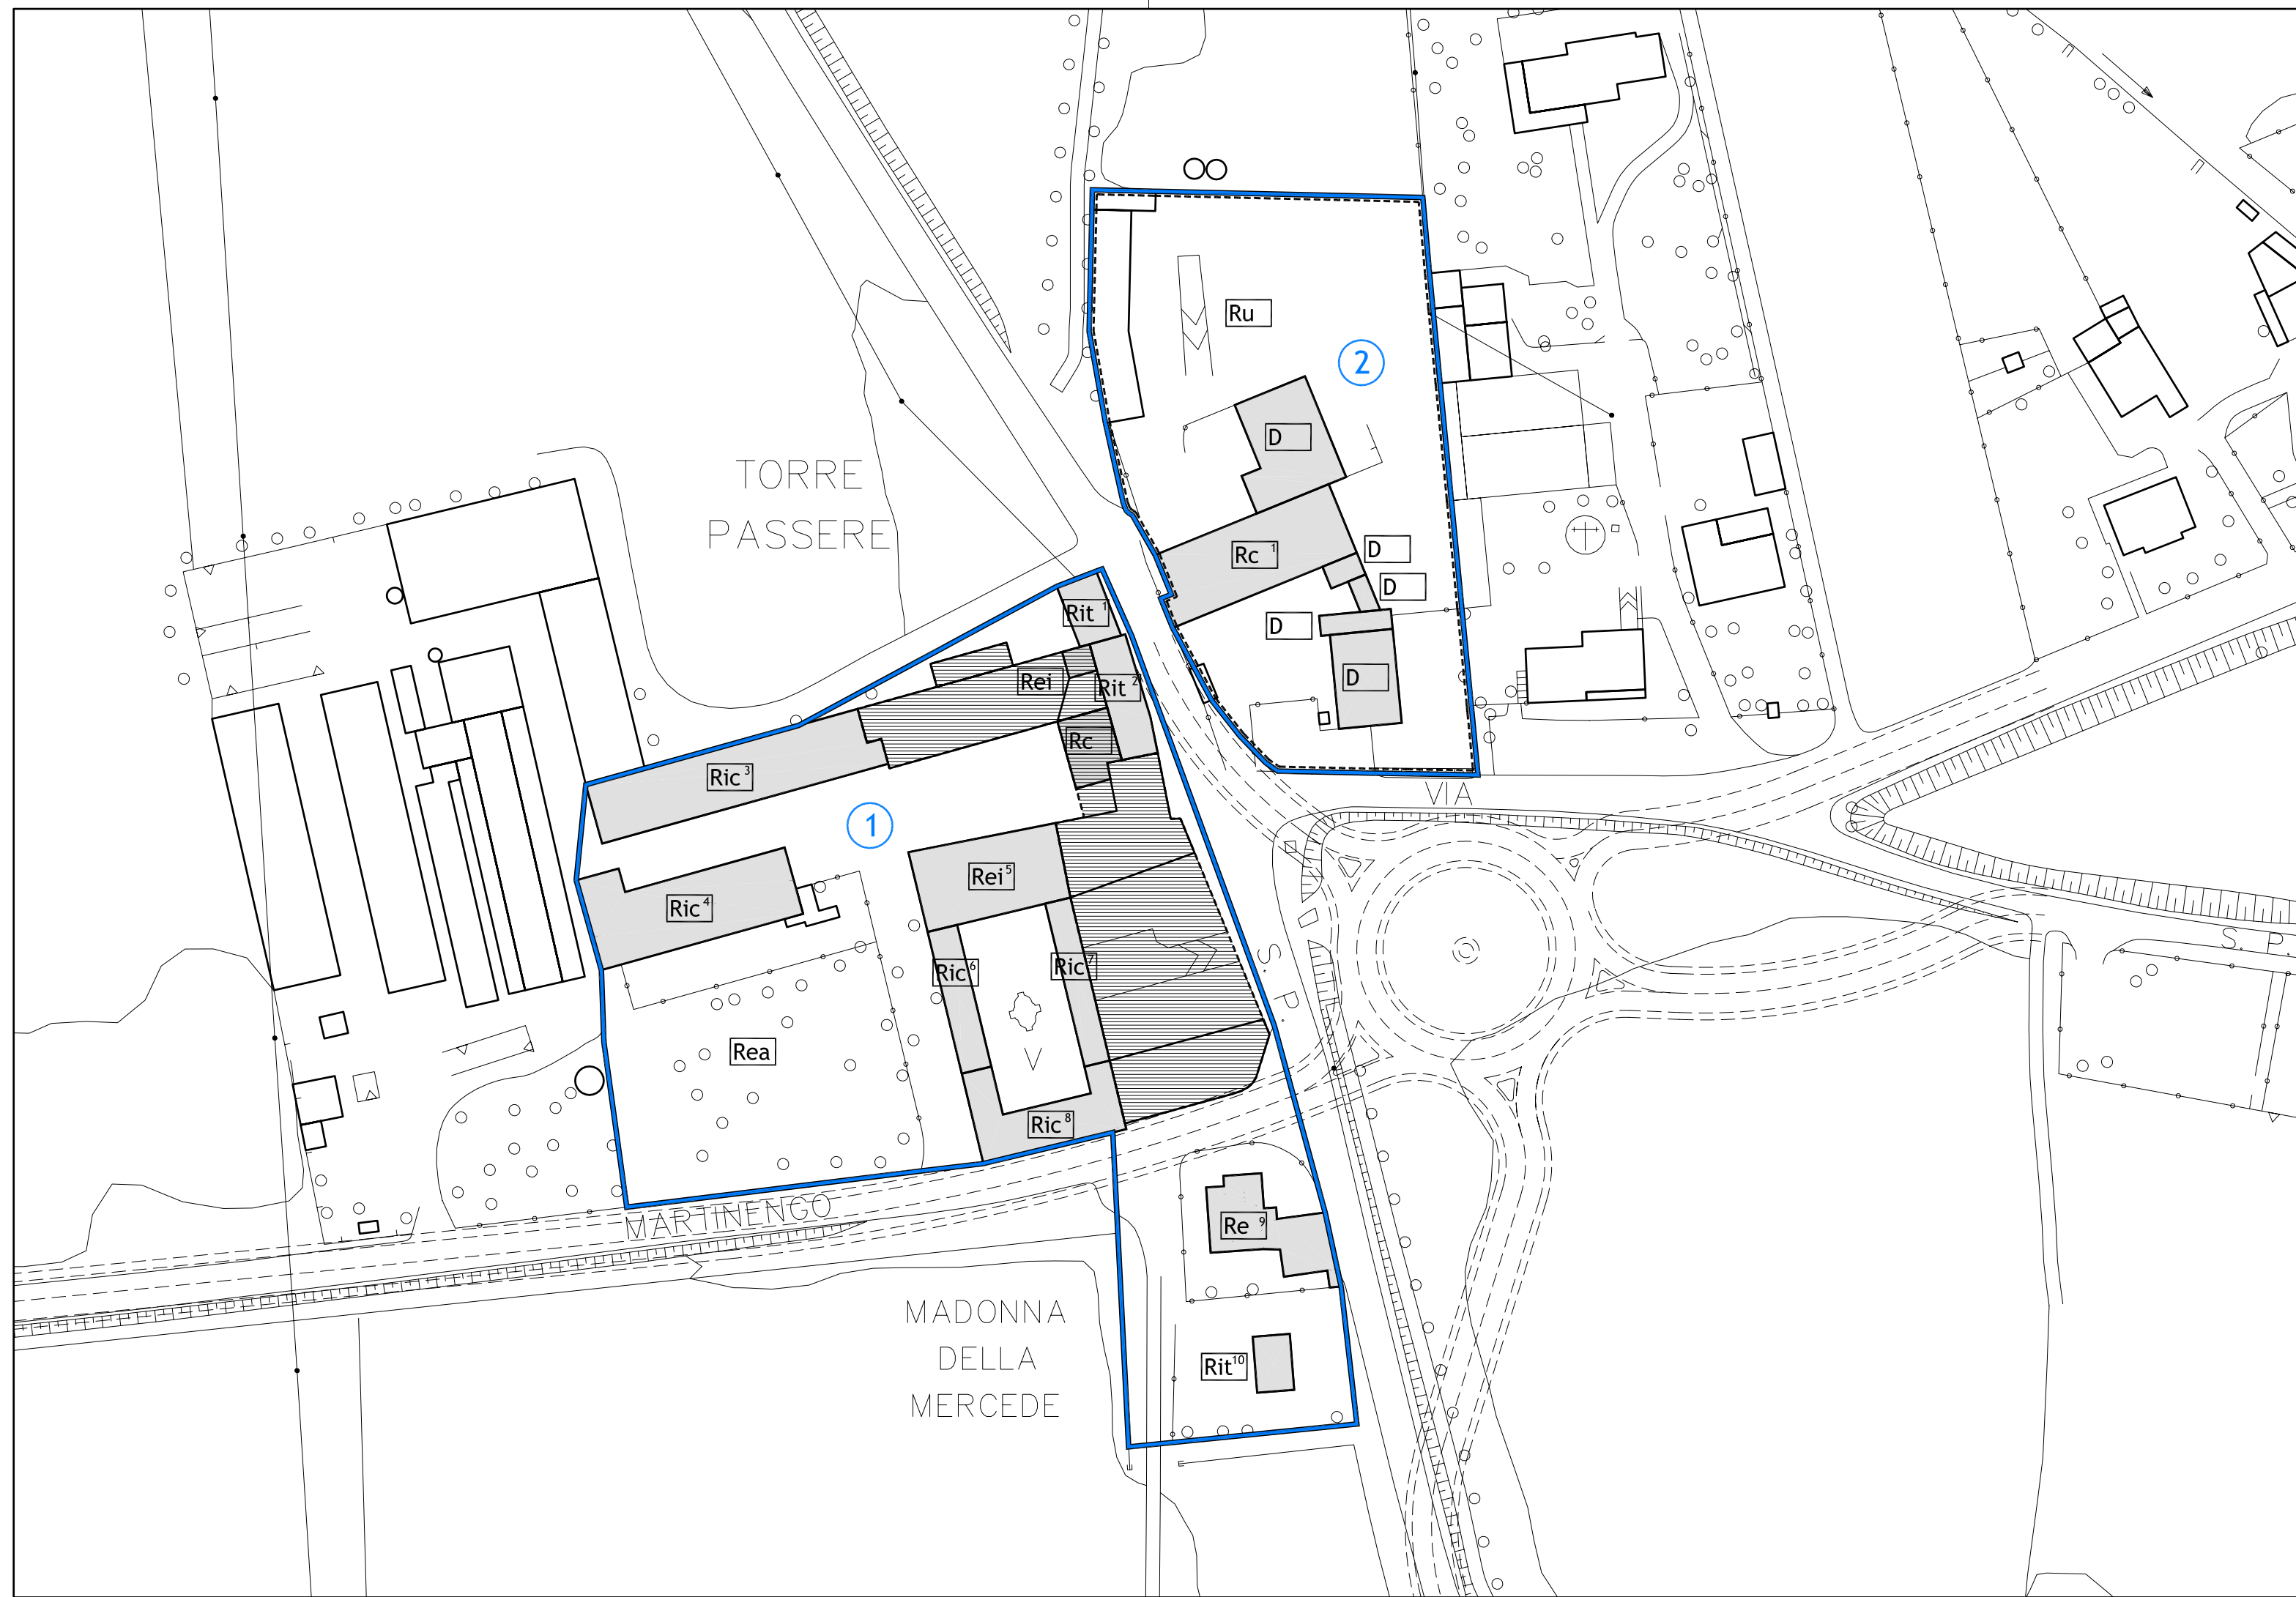 Ru
2
D
TORRE
PASSERE
Rc 1
D
D
Rit 1
D
Rei
Rit 2
D
Rc
Ric 3
VIA
1
Rei 5
Ric 4
S. P.
Ric 6
Ric 7
S. P.
Rea
Ric 8
MARTINENGO
Re 9
MADONNA
DELLA
MERCEDE
Rit 10